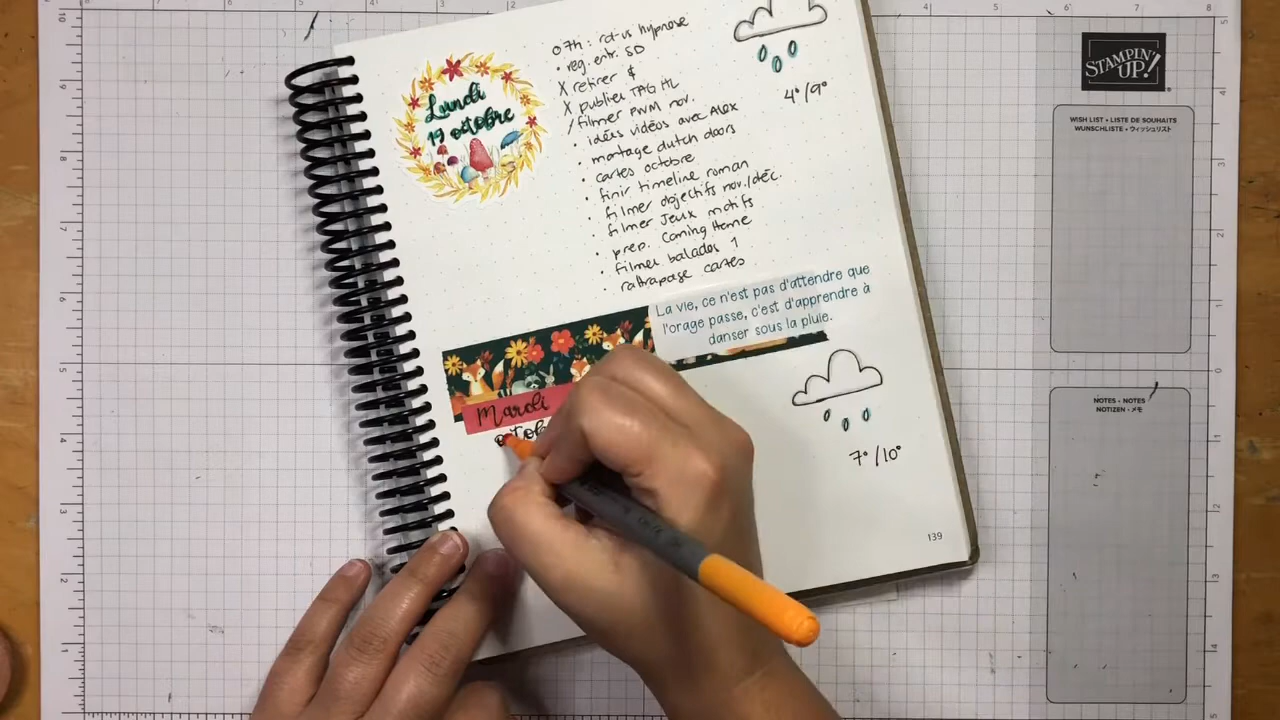 Lundi
19 octobre
07h: rdt-vs hypnose
• reg. entr. SD
X retirer $
X publier TAG HL
/ filmer PWM nov.
• idées vidéos avec Alex
• montage dutch doors
• cartes octobre
• finir timeline roman
• filmer objectifs nov./déc.
• filmer Jeux motifs
• prep. Coming Home
• filmer balados 1
• rattrapage cartes
4°/9°
La vie, ce n'est pas d'attendre que
l'orage passe, c'est d'apprendre à
danser sous la pluie.
Mardi
octob
7°/10°
139
STAMPIN' UP!
WISH LIST • LISTE DE SOUHAITS
WUNSCHLISTE • ウィッシュリスト
NOTES • NOTES
NOTIZEN • メモ